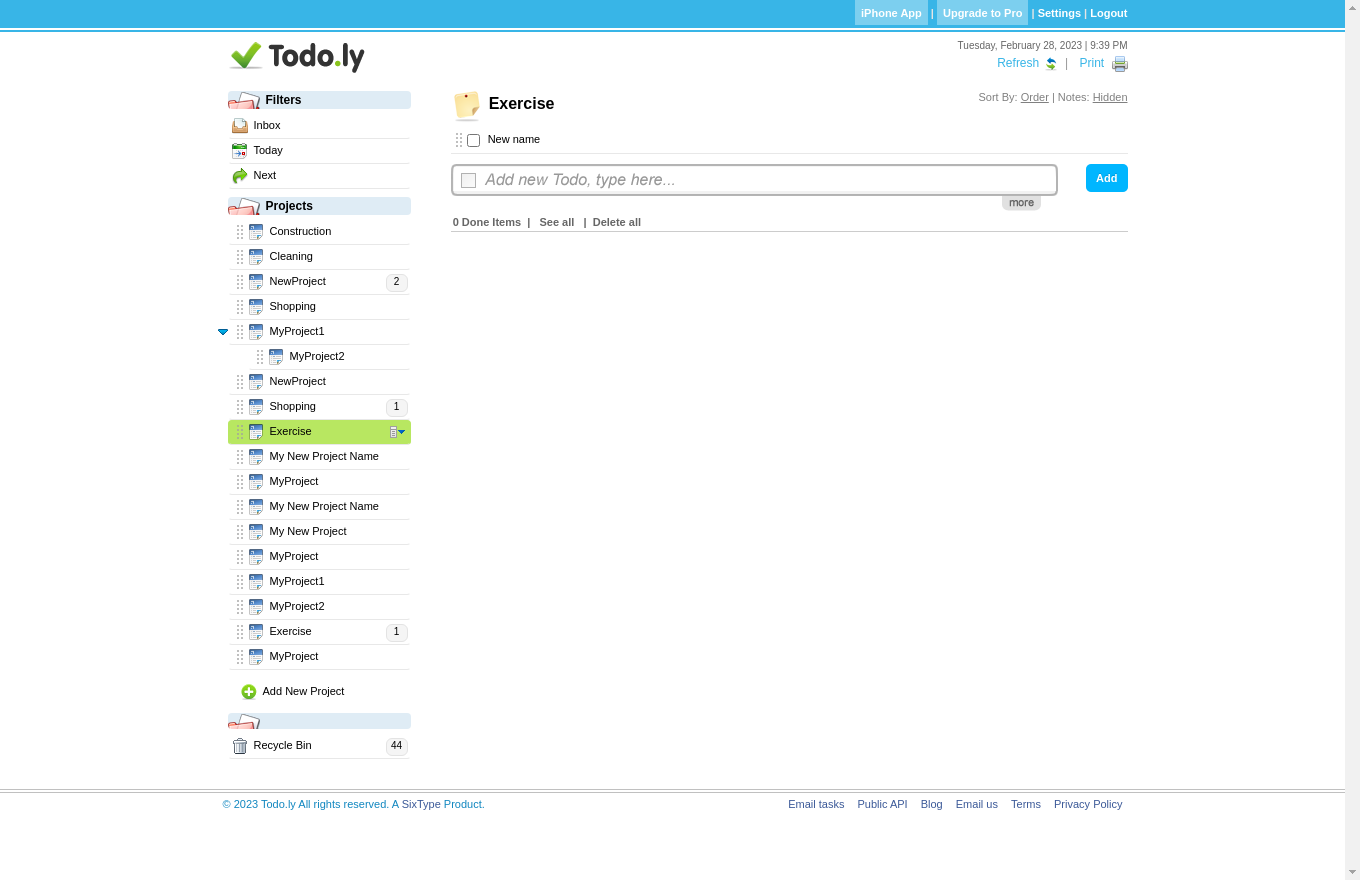 iPhone App | Upgrade to Pro | Settings | Logout
Todo.ly
Tuesday, February 28, 2023 | 9:39 PM
Refresh | Print
Filters
Inbox
Today
Next
Projects
Construction
Cleaning
NewProject 2
Shopping
MyProject1
MyProject2
NewProject
Shopping 1
Exercise
My New Project Name
MyProject
My New Project Name
My New Project
MyProject
MyProject1
MyProject2
Exercise 1
MyProject
Add New Project
Recycle Bin 44
Exercise
Sort By: Order | Notes: Hidden
New name
Add new Todo, type here...
Add
more
0 Done Items | See all | Delete all
© 2023 Todo.ly All rights reserved. A SixType Product.
Email tasks Public API Blog Email us Terms Privacy Policy